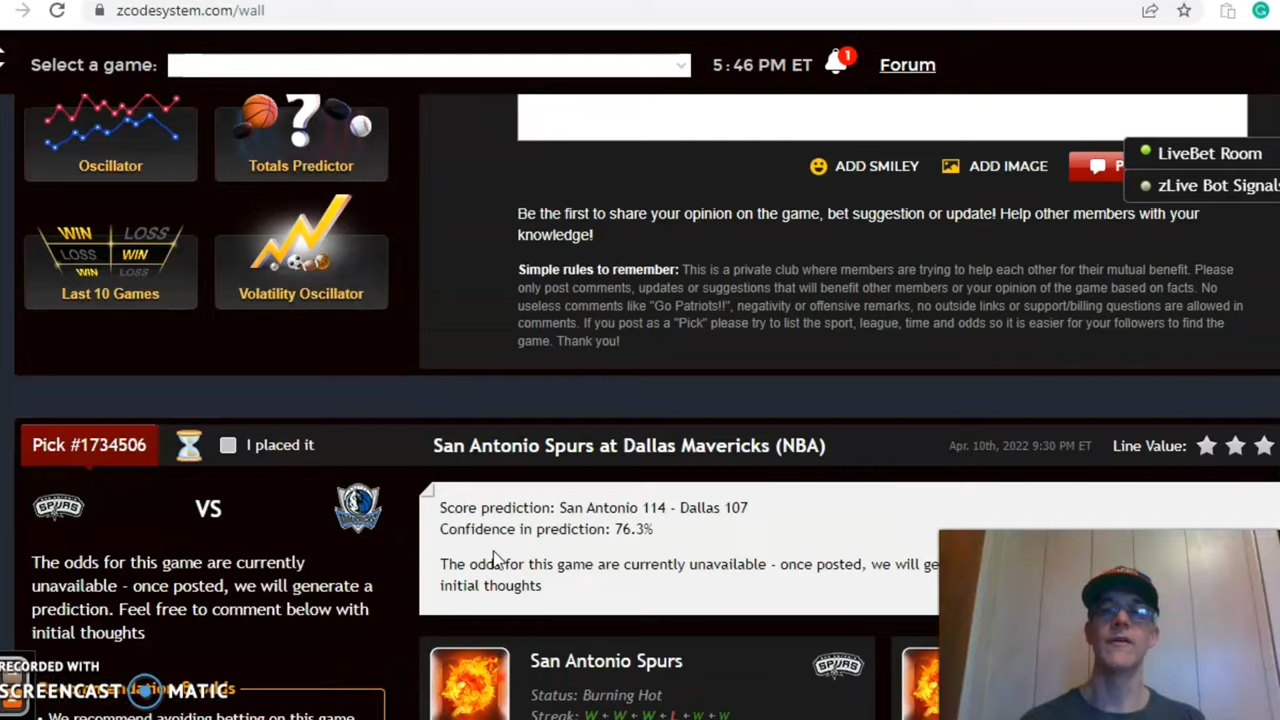 zcodesystem.com/wall
Select a game:
5:46 PM ET
1
Forum
Oscillator
Totals Predictor
ADD SMILEY
ADD IMAGE
P
LiveBet Room
zLive Bot Signals
WIN LOSS
LOSS WIN
WIN LOSS
Last 10 Games
Volatility Oscillator
Be the first to share your opinion on the game, bet suggestion or update! Help other members with your
knowledge!
Simple rules to remember: This is a private club where members are trying to help each other for their mutual benefit. Please
only post comments, updates or suggestions that will benefit other members or your opinion of the game based on facts. No
useless comments like "Go Patriots!!", negativity or offensive remarks, no outside links or support/billing questions are allowed in
comments. If you post as a "Pick" please try to list the sport, league, time and odds so it is easier for your followers to find the
game. Thank you!
Pick #1734506
I placed it
San Antonio Spurs at Dallas Mavericks (NBA)
Apr. 10th, 2022 9:30 PM ET
Line Value:
SPURS
VS
The odds for this game are currently
unavailable - once posted, we will generate a
prediction. Feel free to comment below with
initial thoughts
Score prediction: San Antonio 114 - Dallas 107
Confidence in prediction: 76.3%
The odds for this game are currently unavailable - once posted, we will ge
initial thoughts
San Antonio Spurs
SPURS
Status: Burning Hot
Streak: W + W + W + L + W + W
RECORDED WITH
SCREENCAST MATIC
We recommend avoiding betting on this game